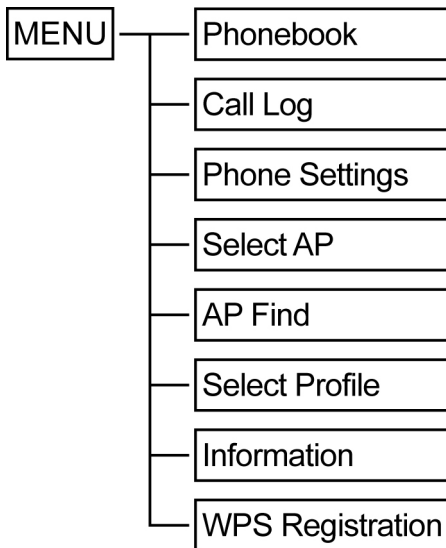 MENU
Phonebook
Call Log
Phone Settings
Select AP
AP Find
Select Profile
Information
WPS Registration